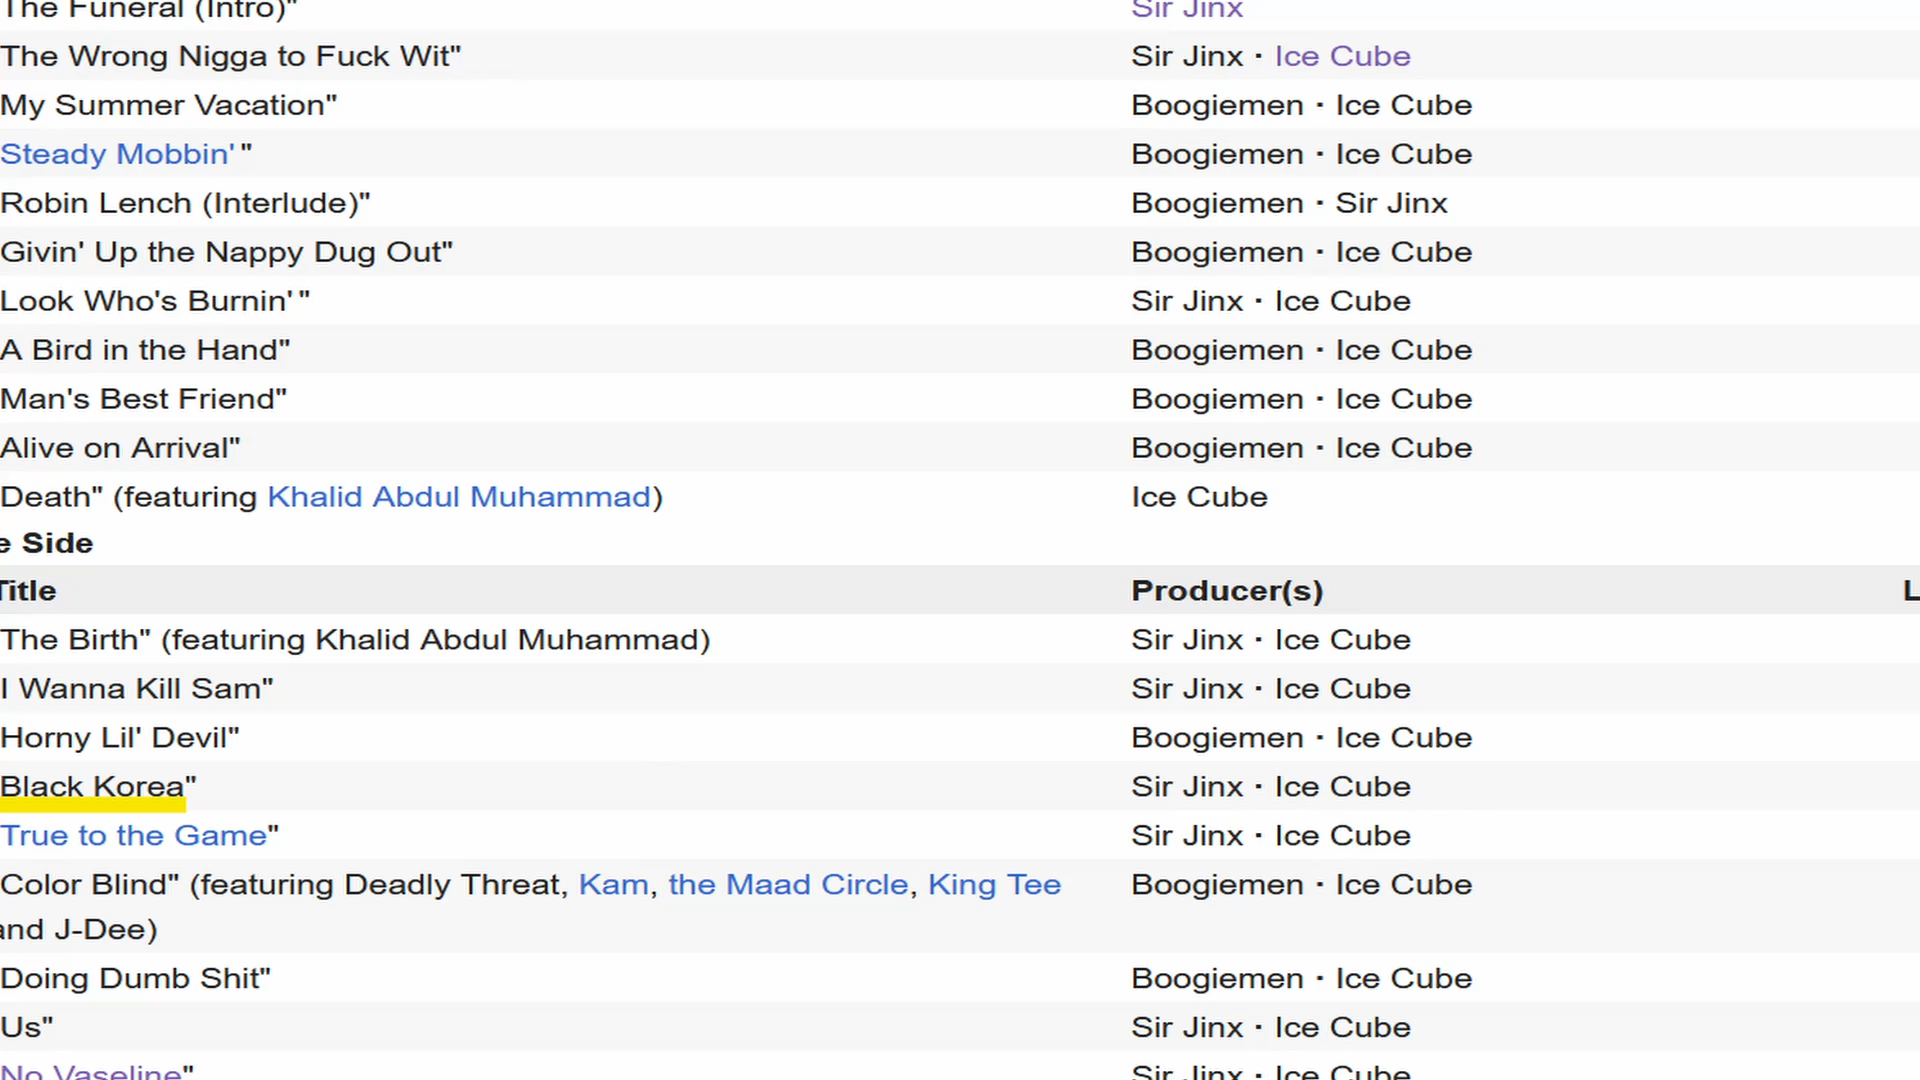 The Funeral (Intro)" Sir Jinx
The Wrong Nigga to Fuck Wit" Sir Jinx · Ice Cube
My Summer Vacation" Boogiemen · Ice Cube
Steady Mobbin'" Boogiemen · Ice Cube
Robin Lench (Interlude)" Boogiemen · Sir Jinx
Givin' Up the Nappy Dug Out" Boogiemen · Ice Cube
Look Who's Burnin'" Sir Jinx · Ice Cube
A Bird in the Hand" Boogiemen · Ice Cube
Man's Best Friend" Boogiemen · Ice Cube
Alive on Arrival" Boogiemen · Ice Cube
Death" (featuring Khalid Abdul Muhammad) Ice Cube
e Side
Title Producer(s) L
The Birth" (featuring Khalid Abdul Muhammad) Sir Jinx · Ice Cube
I Wanna Kill Sam" Sir Jinx · Ice Cube
Horny Lil' Devil" Boogiemen · Ice Cube
Black Korea" Sir Jinx · Ice Cube
True to the Game" Sir Jinx · Ice Cube
Color Blind" (featuring Deadly Threat, Kam, the Maad Circle, King Tee Boogiemen · Ice Cube
and J-Dee)
Doing Dumb Shit" Boogiemen · Ice Cube
Us" Sir Jinx · Ice Cube
No Vaseline" Sir Jinx · Ice Cube